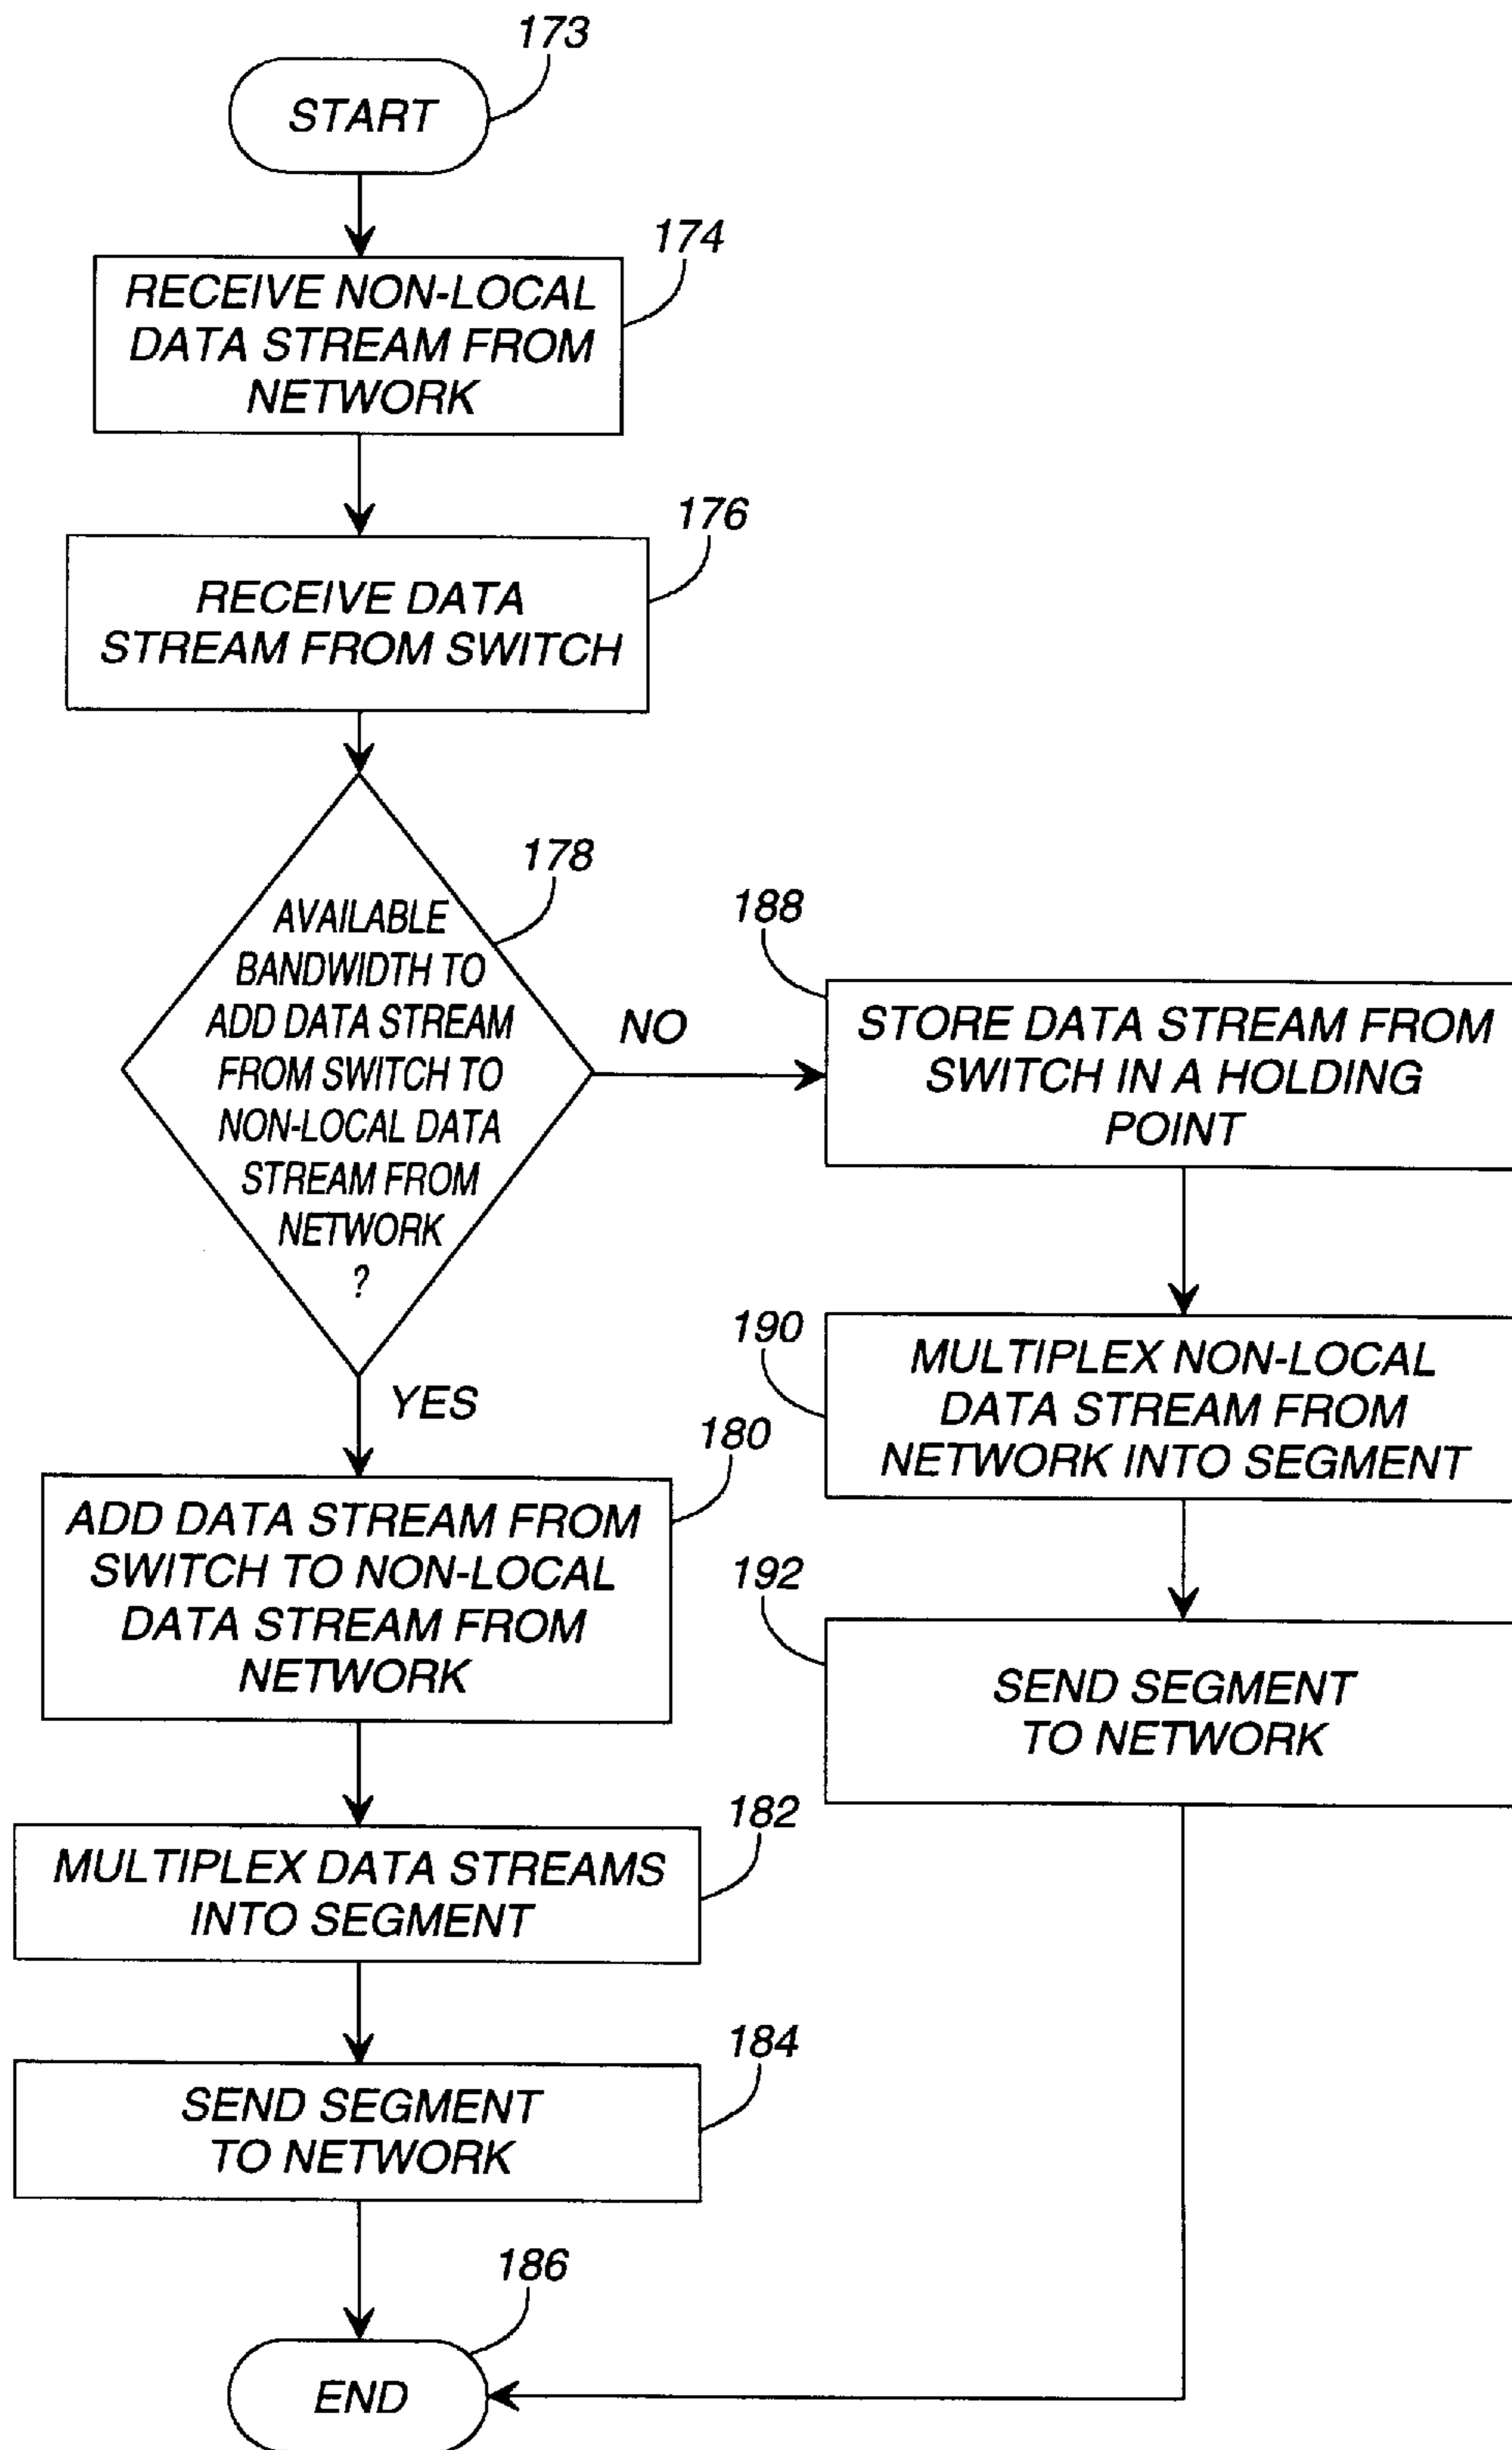 173
START
174
RECEIVE NON-LOCAL
DATA STREAM FROM
NETWORK
176
RECEIVE DATA
STREAM FROM SWITCH
178
AVAILABLE
BANDWIDTH TO
ADD DATA STREAM
FROM SWITCH TO
NON-LOCAL DATA
STREAM FROM
NETWORK
?
NO
188
STORE DATA STREAM FROM
SWITCH IN A HOLDING
POINT
190
MULTIPLEX NON-LOCAL
DATA STREAM FROM
NETWORK INTO SEGMENT
192
SEND SEGMENT
TO NETWORK
YES
180
ADD DATA STREAM FROM
SWITCH TO NON-LOCAL
DATA STREAM FROM
NETWORK
182
MULTIPLEX DATA STREAMS
INTO SEGMENT
184
SEND SEGMENT
TO NETWORK
186
END